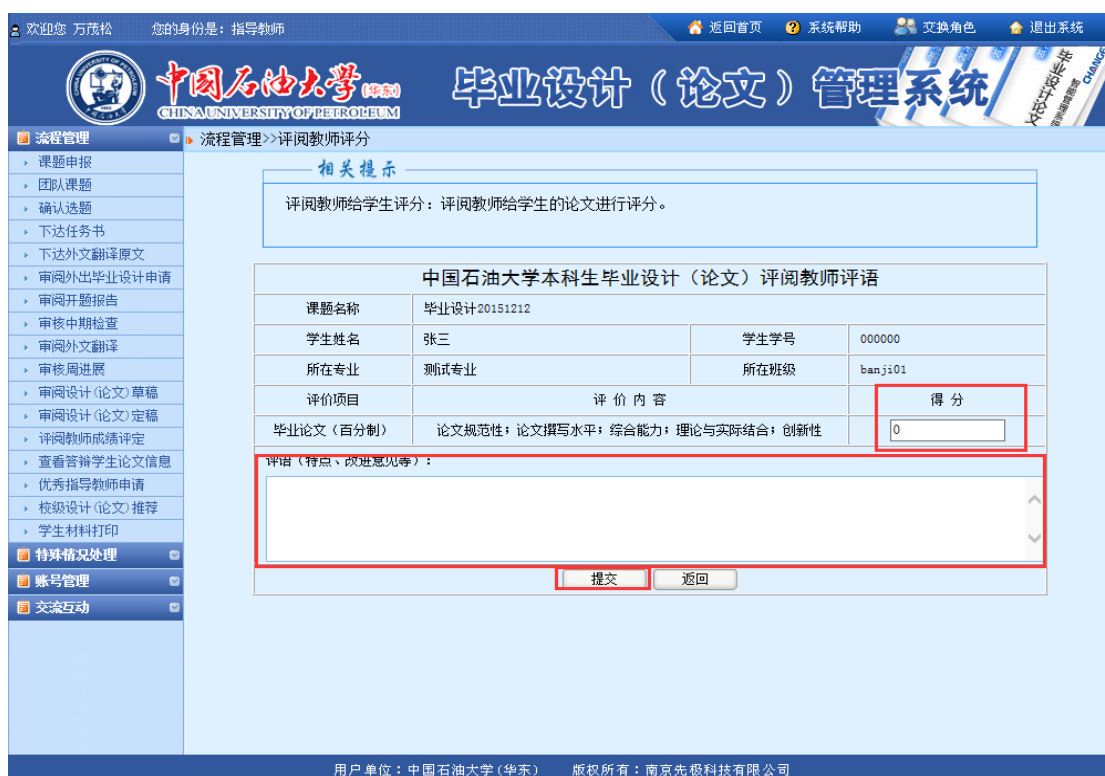 欢迎您 万茂松 您的身份是：指导教师 返回首页 系统帮助 交换角色 退出系统
中国石油大学(华东) 毕业设计（论文）管理系统
CHINA UNIVERSITY OF PETROLEUM
毕业设计论文
智能管理系统
流程管理
流程管理>>评阅教师评分
课题申报
团队课题
确认选题
下达任务书
下达外文翻译原文
审阅外出毕业设计申请
审阅开题报告
审核中期检查
审阅外文翻译
审核周进展
审阅设计(论文)草稿
审阅设计(论文)定稿
评阅教师成绩评定
查看答辩学生论文信息
优秀指导教师申请
校级设计(论文)推荐
学生材料打印
特殊情况处理
账号管理
交流互动
相关提示
评阅教师给学生评分：评阅教师给学生的论文进行评分。
中国石油大学本科生毕业设计（论文）评阅教师评语
课题名称 毕业设计20151212
学生姓名 张三 学生学号 000000
所在专业 测试专业 所在班级 banji01
评价项目 评 价 内 容 得 分
毕业论文（百分制） 论文规范性；论文撰写水平；综合能力；理论与实际结合；创新性 0
评语（特点、改进意见等）：
提交 返回
用户单位：中国石油大学(华东) 版权所有：南京先极科技有限公司